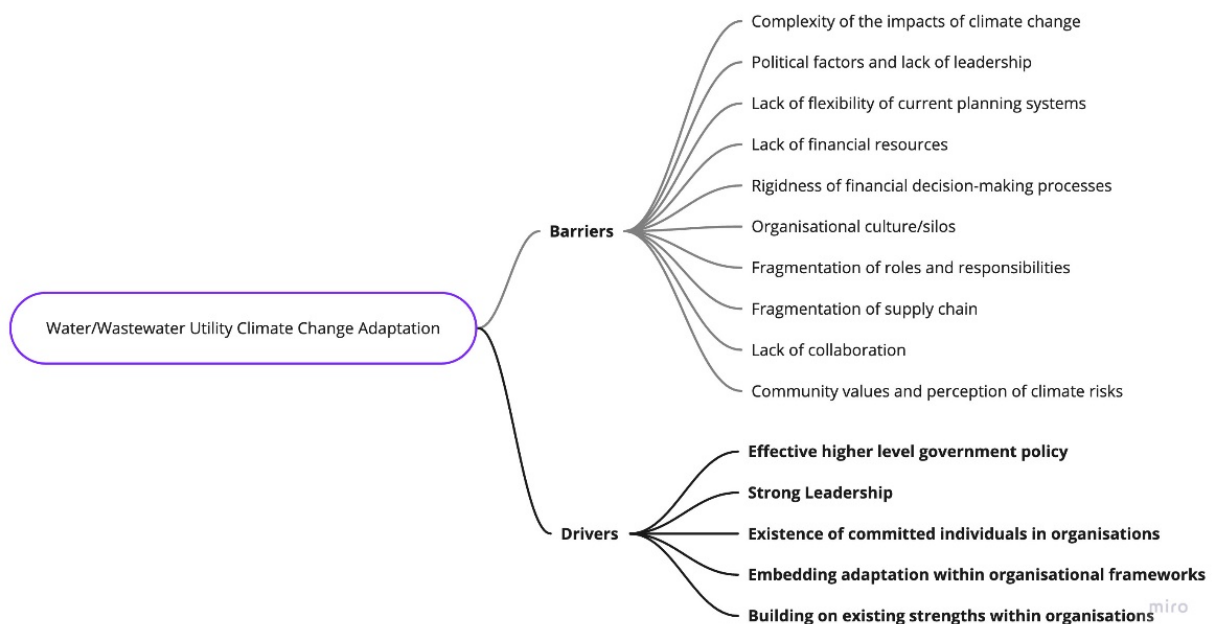 Complexity of the impacts of climate change
Political factors and lack of leadership
Lack of flexibility of current planning systems
Lack of financial resources
Rigidness of financial decision-making processes
Barriers
Organisational culture/silos
Fragmentation of roles and responsibilities
Fragmentation of supply chain
Water/Wastewater Utility Climate Change Adaptation
Lack of collaboration
Community values and perception of climate risks
Effective higher level government policy
Strong Leadership
Drivers
Existence of committed individuals in organisations
Embedding adaptation within organisational frameworks
Building on existing strengths within organisations
miro